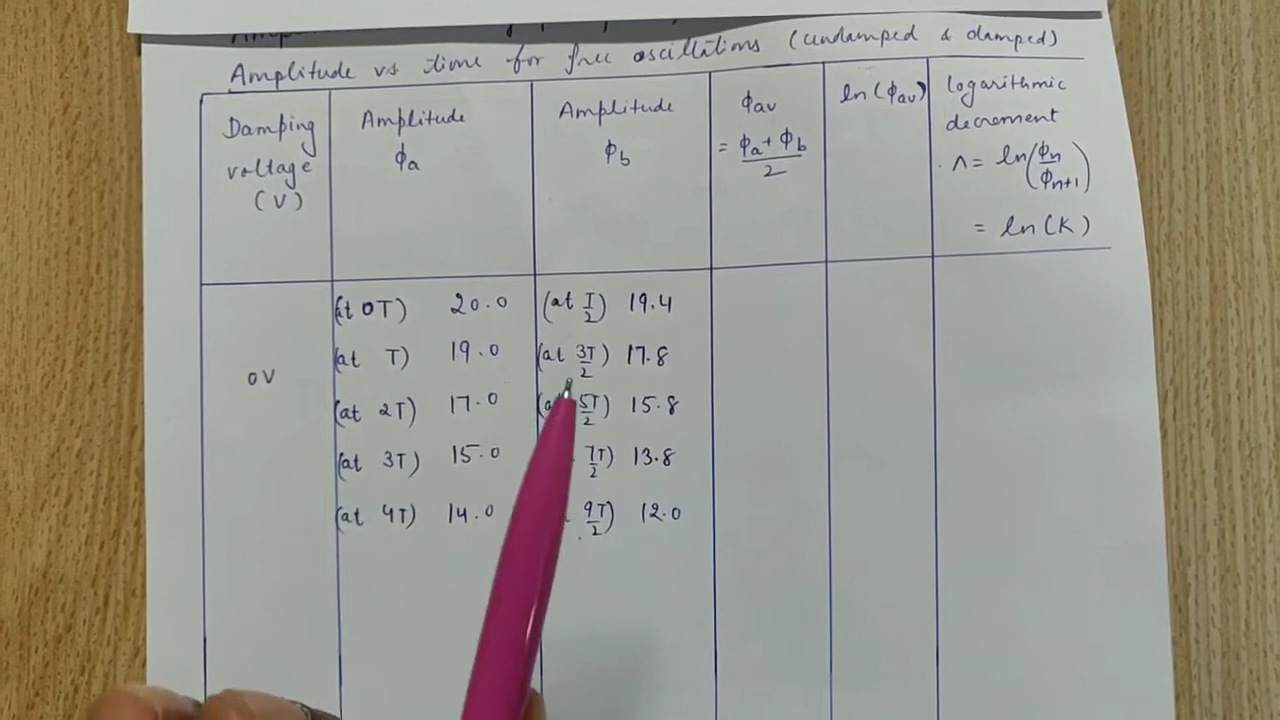 Amplitude vs time for free oscillations (undamped & damped)
Damping voltage (V)
Amplitude ϕa
Amplitude ϕb
ϕav = ϕa + ϕb / 2
ln(ϕav)
logarithmic decrement
Λ = ln(ϕn / ϕn+1)
= ln(K)
0V
(at 0T) 20.0 (at T/2) 19.4
(at T) 19.0 (at 3T/2) 17.8
(at 2T) 17.0 (a 5T/2) 15.8
(at 3T) 15.0 7T/2) 13.8
(at 4T) 14.0 9T/2) 12.0